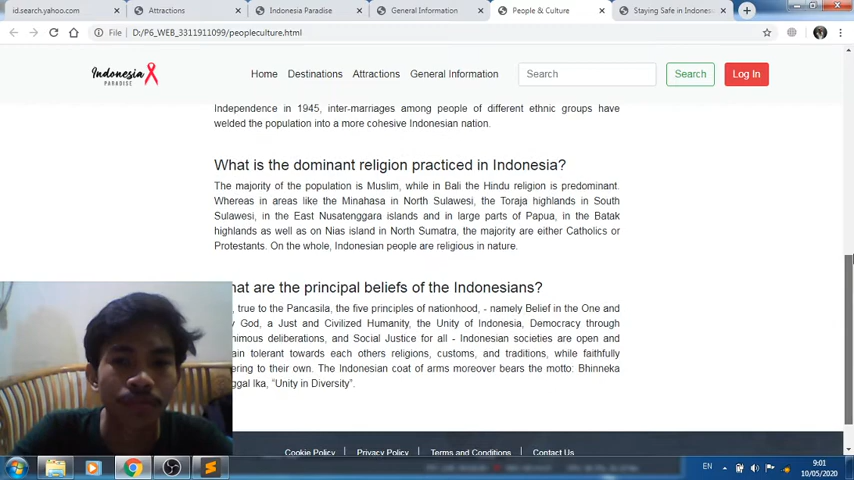 id.search.yahoo.com
Attractions
Indonesia Paradise
General Information
People & Culture
Staying Safe in Indones
File
D:/P6_WEB_3311911099/peopleculture.html
Indonesia
PARADISE
Home
Destinations
Attractions
General Information
Search
Search
Log In
Independence in 1945, inter-marriages among people of different ethnic groups have
welded the population into a more cohesive Indonesian nation.
What is the dominant religion practiced in Indonesia?
The majority of the population is Muslim, while in Bali the Hindu religion is predominant.
Whereas in areas like the Minahasa in North Sulawesi, the Toraja highlands in South
Sulawesi, in the East Nusatenggara islands and in large parts of Papua, in the Batak
highlands as well as on Nias island in North Sumatra, the majority are either Catholics or
Protestants. On the whole, Indonesian people are religious in nature.
hat are the principal beliefs of the Indonesians?
, true to the Pancasila, the five principles of nationhood, - namely Belief in the One and
y God, a Just and Civilized Humanity, the Unity of Indonesia, Democracy through
nimous deliberations, and Social Justice for all - Indonesian societies are open and
ain tolerant towards each others religions, customs, and traditions, while faithfully
ering to their own. The Indonesian coat of arms moreover bears the motto: Bhinneka
ggal Ika, "Unity in Diversity".
Cookie Policy
Privacy Policy
Terms and Conditions
Contact Us
EN
9:01
10/05/2020